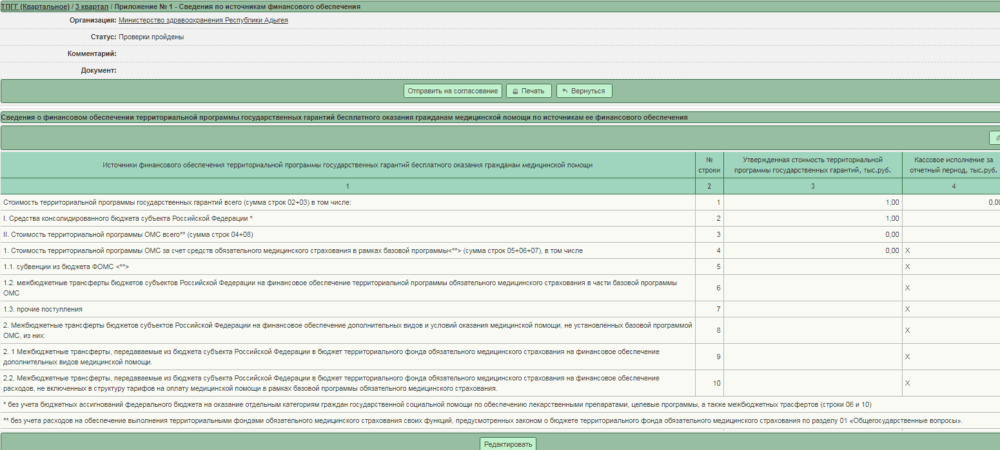 ТПГГ (Квартальное) / 3 квартал / Приложение № 1 - Сведения по источникам финансового обеспечения
Организация: Министерство здравоохранения Республики Адыгея
Статус: Проверки пройдены
Комментарий:
Документ:
Отправить на согласование Печать Вернуться
Сведения о финансовом обеспечении территориальной программы государственных гарантий бесплатного оказания гражданам медицинской помощи по источникам ее финансового обеспечения
Источники финансового обеспечения территориальной программы государственных гарантий бесплатного оказания гражданам медицинской помощи
№
строки
Утвержденная стоимость территориальной
программы государственных гарантий, тыс.руб.
Кассовое исполнение за
отчетный период, тыс.руб.
1 2 3 4
Стоимость территориальной программы государственных гарантий всего (сумма строк 02+03) в том числе: 1 1,00 0,00
I. Средства консолидированного бюджета субъекта Российской Федерации * 2 1,00
II. Стоимость территориальной программы ОМС всего** (сумма строк 04+08) 3 0,00
1. Стоимость территориальной программы ОМС за счет средств обязательного медицинского страхования в рамках базовой программы<**> (сумма строк 05+06+07), в том числе 4 0,00 X
1.1. субвенции из бюджета ФОМС <**> 5 X
1.2. межбюджетные трансферты бюджетов субъектов Российской Федерации на финансовое обеспечение территориальной программы обязательного медицинского страхования в части базовой программы
ОМС 6 X
1.3. прочие поступления 7 X
2. Межбюджетные трансферты бюджетов субъектов Российской Федерации на финансовое обеспечение дополнительных видов и условий оказания медицинской помощи, не установленных базовой программой
ОМС, из них: 8 X
2. 1 Межбюджетные трансферты, передаваемые из бюджета субъекта Российской Федерации в бюджет территориального фонда обязательного медицинского страхования на финансовое обеспечение
дополнительных видов медицинской помощи. 9 X
2.2. Межбюджетные трансферты, передаваемые из бюджета субъекта Российской Федерации в бюджет территориального фонда обязательного медицинского страхования на финансовое обеспечение
расходов, не включенных в структуру тарифов на оплату медицинской помощи в рамках базовой программы обязательного медицинского страхования. 10 X
* без учета бюджетных ассигнований федерального бюджета на оказание отдельным категориям граждан государственной социальной помощи по обеспечению лекарственными препаратами, целевые программы, а также межбюджетных трасфертов (строки 06 и 10)
** без учета расходов на обеспечение выполнения территориальными фондами обязательного медицинского страхования своих функций, предусмотренных законом о бюджете территориального фонда обязательного медицинского страхования по разделу 01 «Общегосударственные вопросы».
Редактировать